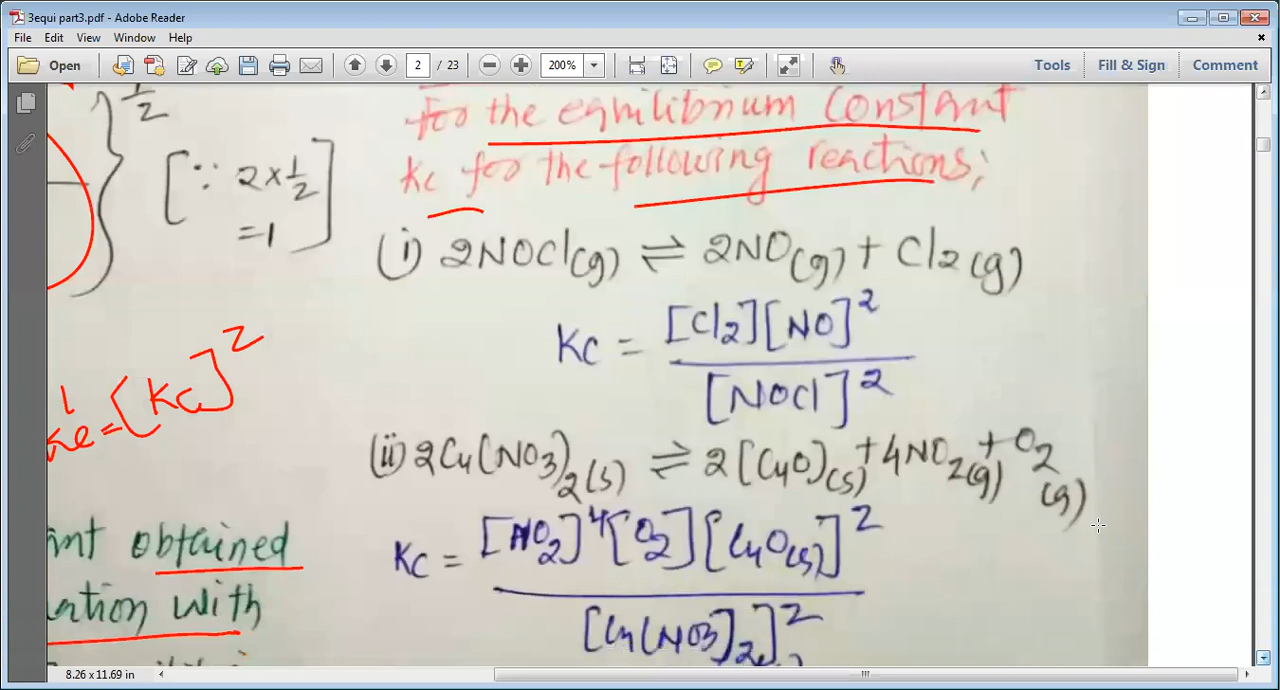 3equi part3.pdf - Adobe Reader
File Edit View Window Help
Open 2 / 23 200% Tools Fill & Sign Comment
1/2
[∵ 2×1/2
=1]
for the equilibrium constant
Kc for the following reactions;
(i) 2NOCl(g) ⇌ 2NO(g) + Cl2(g)
Kc = [Cl2][NO]²
[NOCl]²
Kc = [Kc]²
(ii) 2Cu(NO3)2(s) ⇌ 2[CuO](s) + 4NO2(g) + O2(g)
Kc = [NO2]⁴[O2][CuO(s)]²
[Cu(NO3)2]²
obtained
with
8.26 x 11.69 in